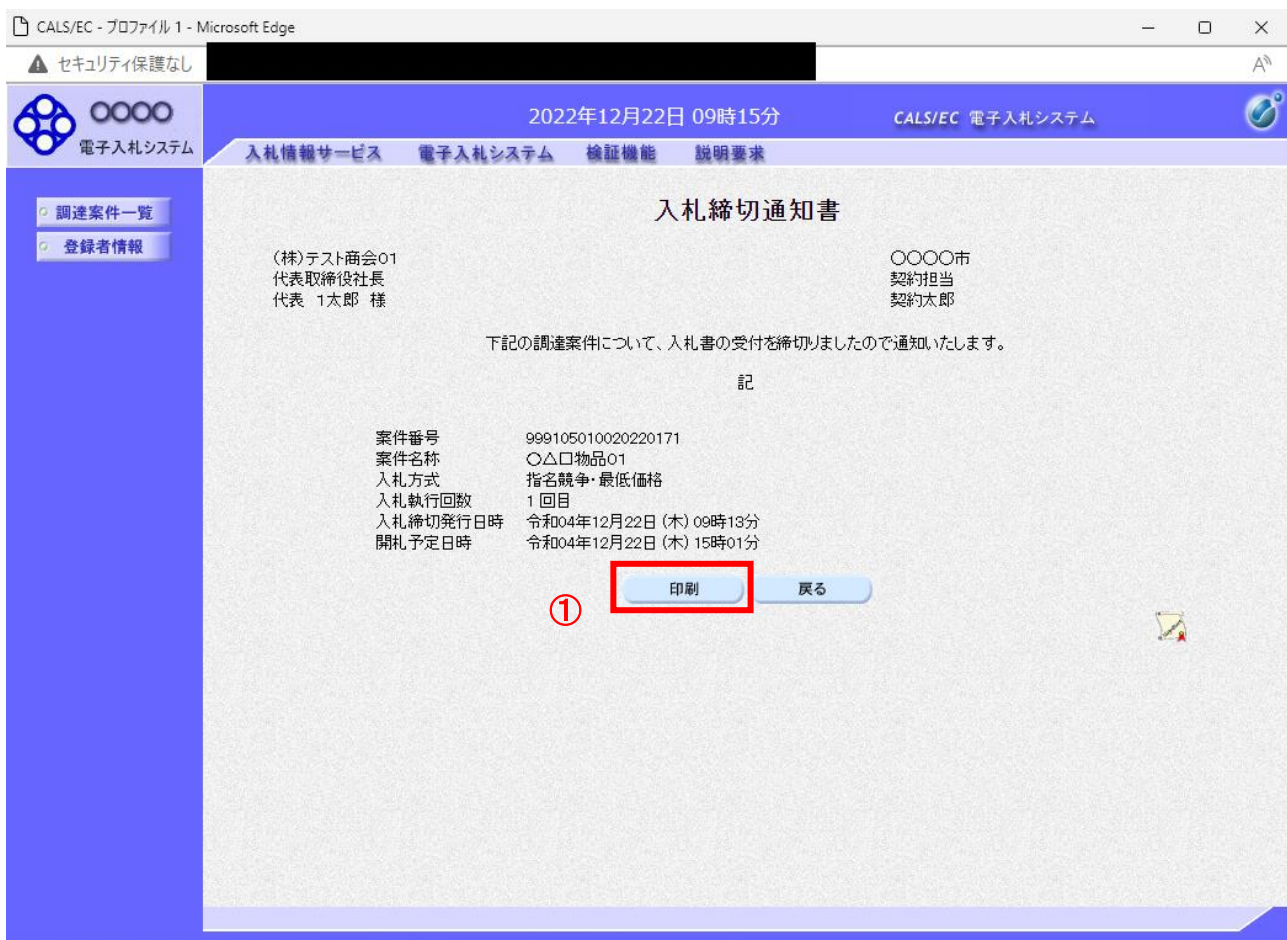 CALS/EC - プロファイル 1 - Microsoft Edge
セキュリティ保護なし
OOOO
電子入札システム
2022年12月22日 09時15分
CALS/EC 電子入札システム
入札情報サービス 電子入札システム 検証機能 説明要求
調達案件一覧
登録者情報
入札締切通知書
(株)テスト商会01
代表取締役社長
代表 1太郎 様
〇〇〇〇市
契約担当
契約太郎
下記の調達案件について、入札書の受付を締切りましたので通知いたします。
記
案件番号 999105010020220171
案件名称 〇△口物品01
入札方式 指名競争・最低価格
入札執行回数 1 回目
入札締切発行日時 令和04年12月22日 (木) 09時13分
開札予定日時 令和04年12月22日 (木) 15時01分
印刷 戻る
①